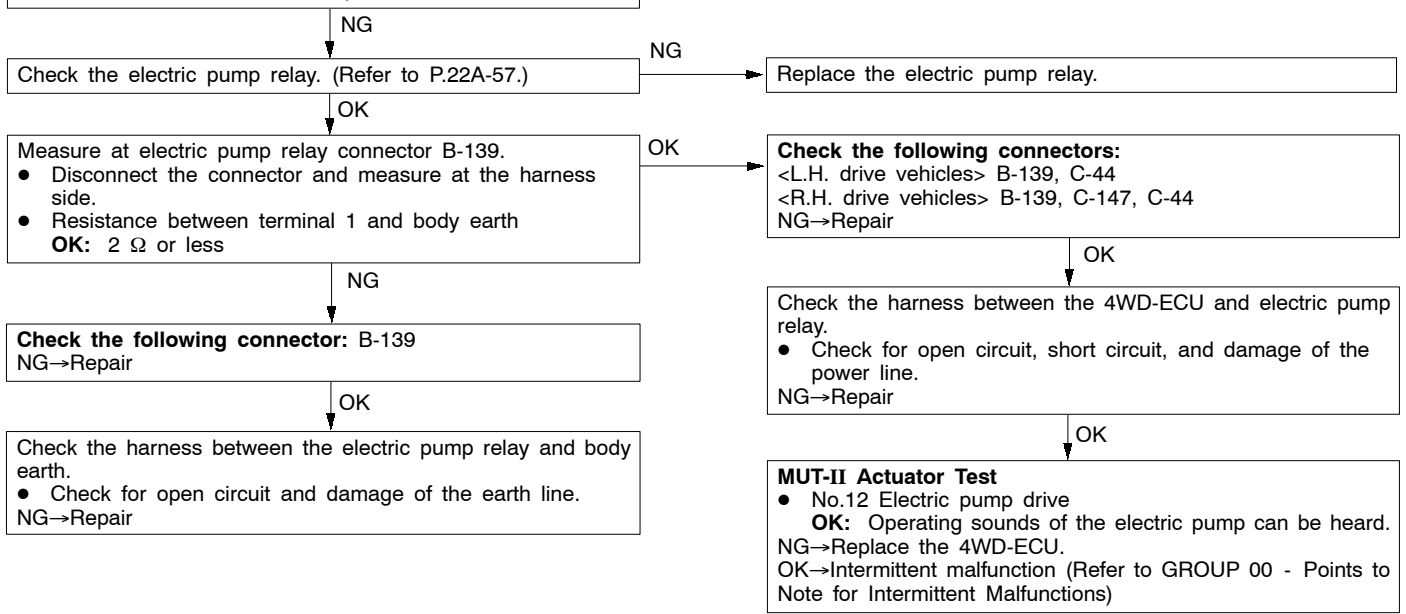 NG
Check the electric pump relay. (Refer to P.22A-57.)
NG
Replace the electric pump relay.
OK
Measure at electric pump relay connector B-139.
● Disconnect the connector and measure at the harness
side.
● Resistance between terminal 1 and body earth
OK: 2 Ω or less
OK
Check the following connectors:
<L.H. drive vehicles> B-139, C-44
<R.H. drive vehicles> B-139, C-147, C-44
NG→Repair
NG
Check the following connector: B-139
NG→Repair
OK
Check the harness between the electric pump relay and body
earth.
● Check for open circuit and damage of the earth line.
NG→Repair
OK
Check the harness between the 4WD-ECU and electric pump
relay.
● Check for open circuit, short circuit, and damage of the
power line.
NG→Repair
OK
MUT-II Actuator Test
● No.12 Electric pump drive
OK: Operating sounds of the electric pump can be heard.
NG→Replace the 4WD-ECU.
OK→Intermittent malfunction (Refer to GROUP 00 - Points to
Note for Intermittent Malfunctions)